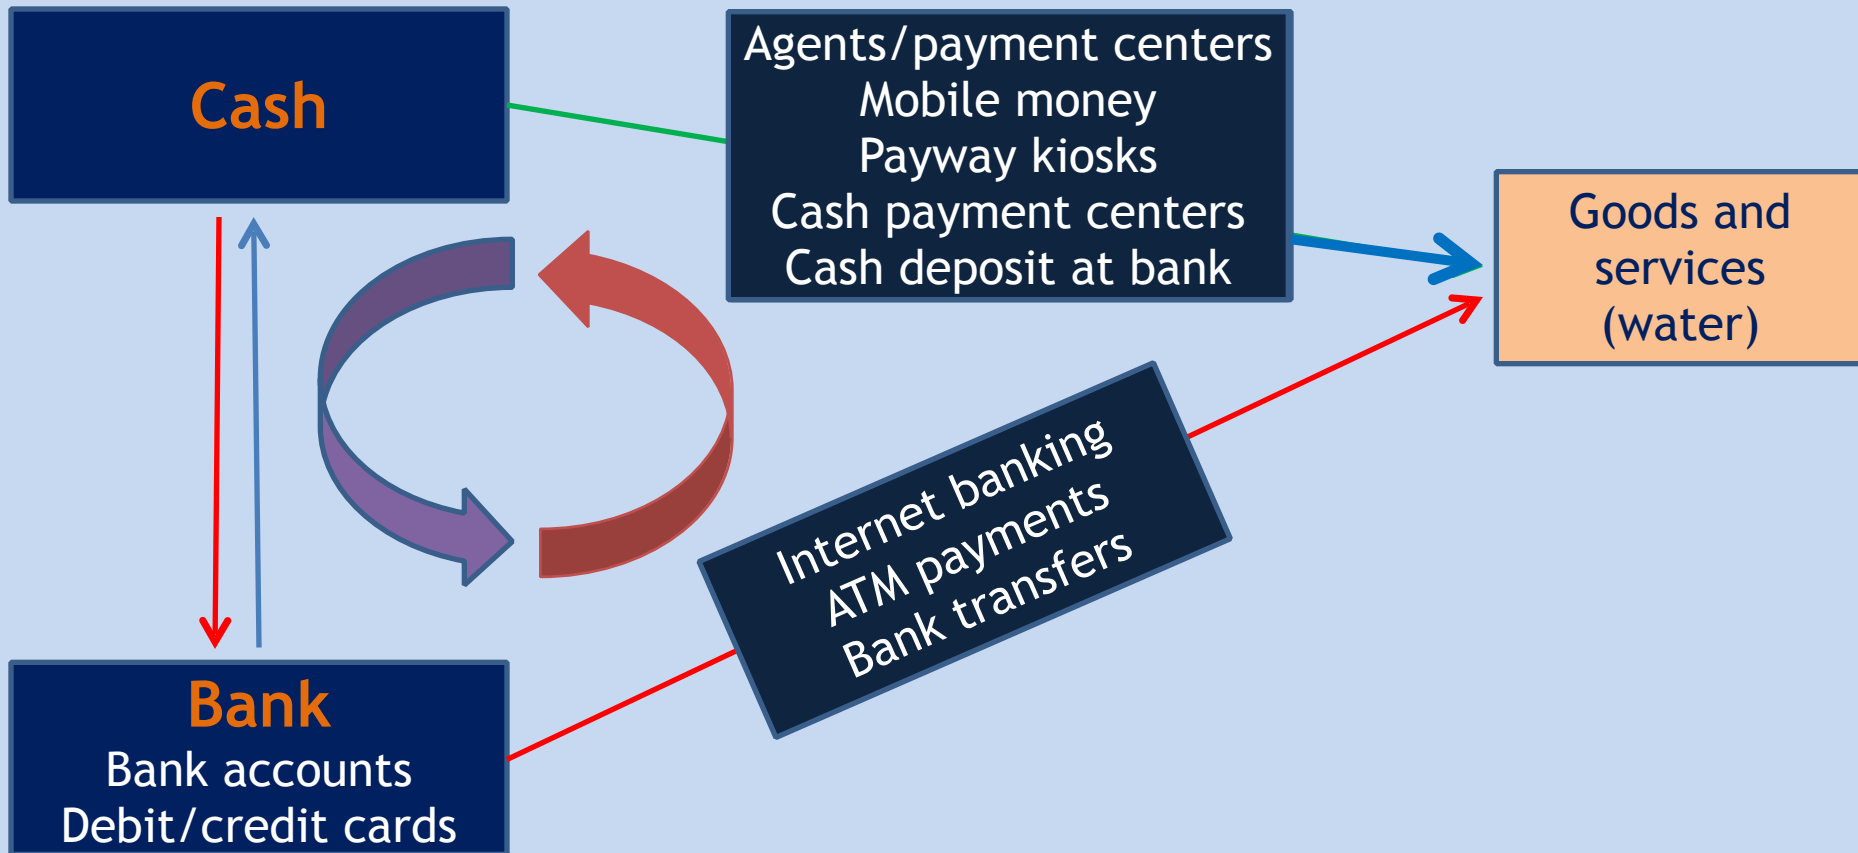 Cash
Agents/payment centers
Mobile money
Payway kiosks
Cash payment centers
Cash deposit at bank
Goods and
services
(water)
Internet banking
ATM payments
Bank transfers
Bank
Bank accounts
Debit/credit cards